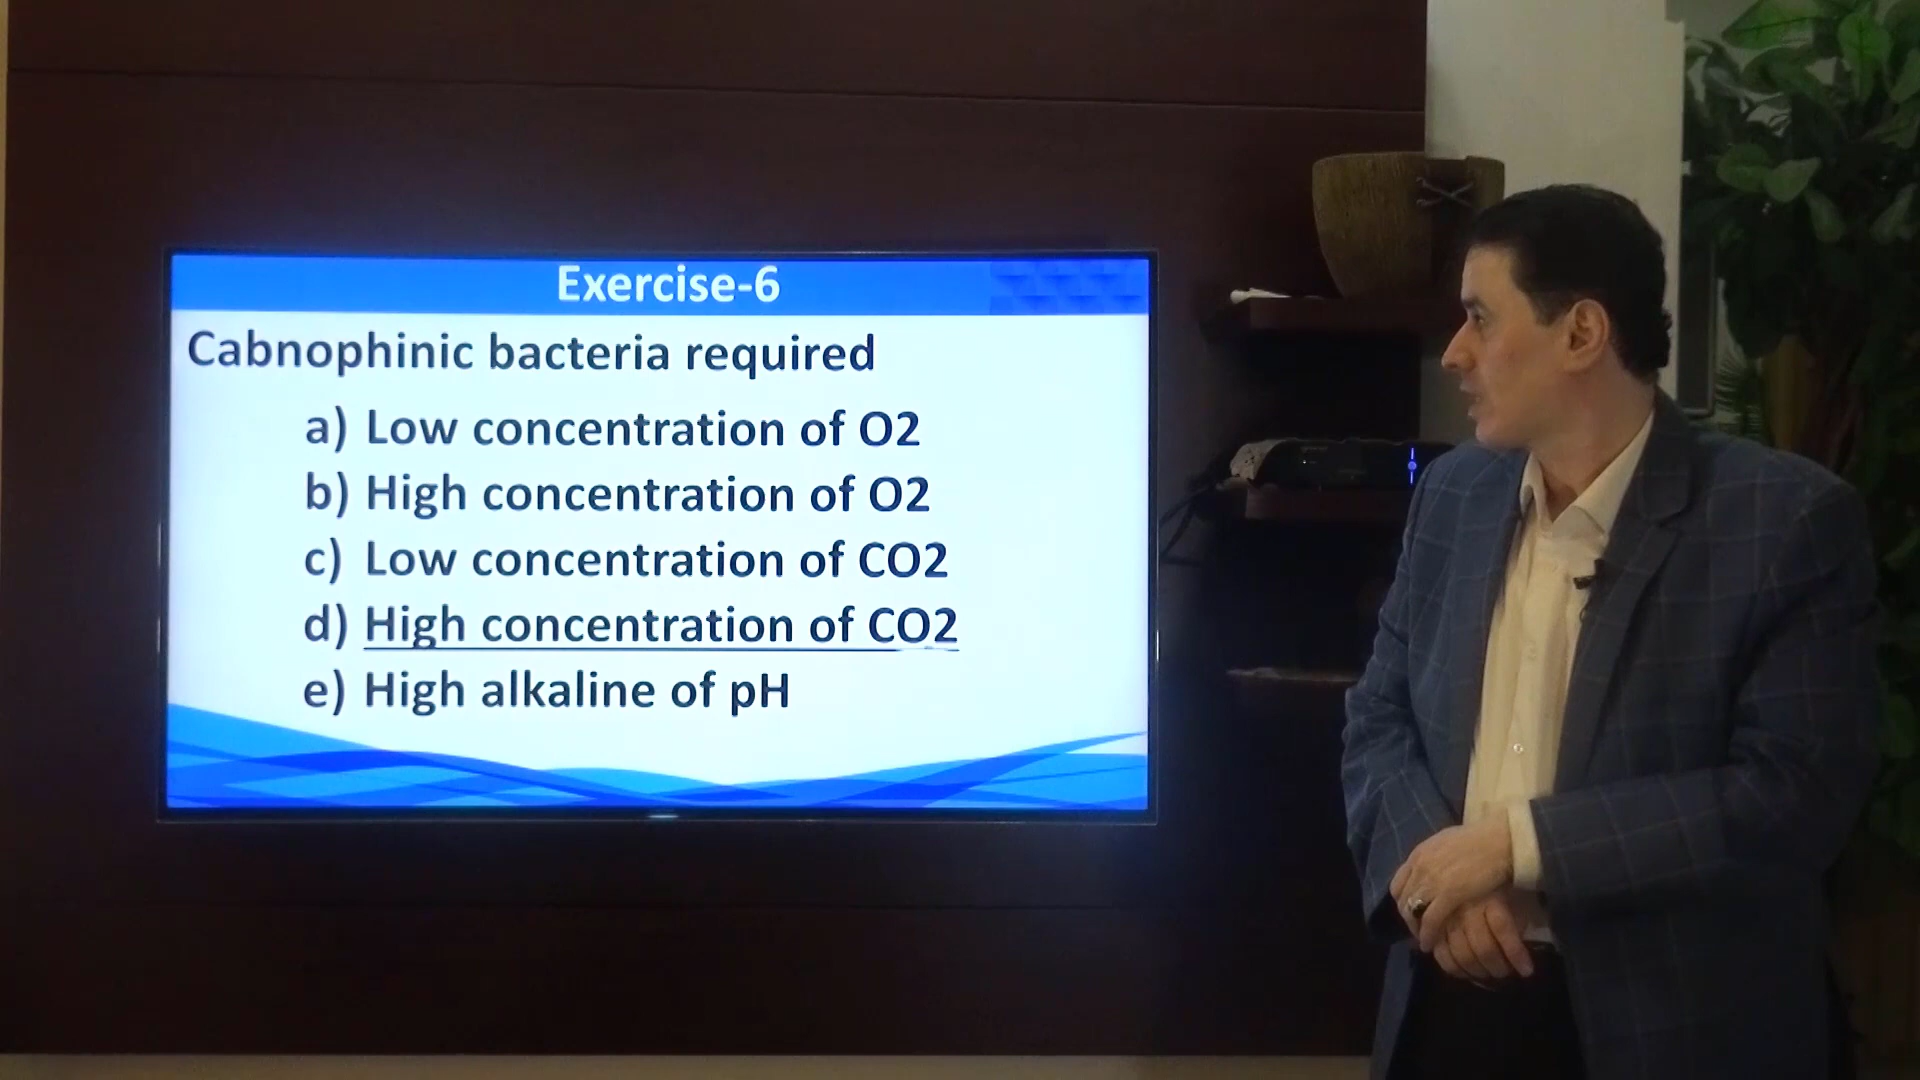 Exercise-6
Cabnophinic bacteria required
a) Low concentration of O2
b) High concentration of O2
c) Low concentration of CO2
d) High concentration of CO2
e) High alkaline of pH